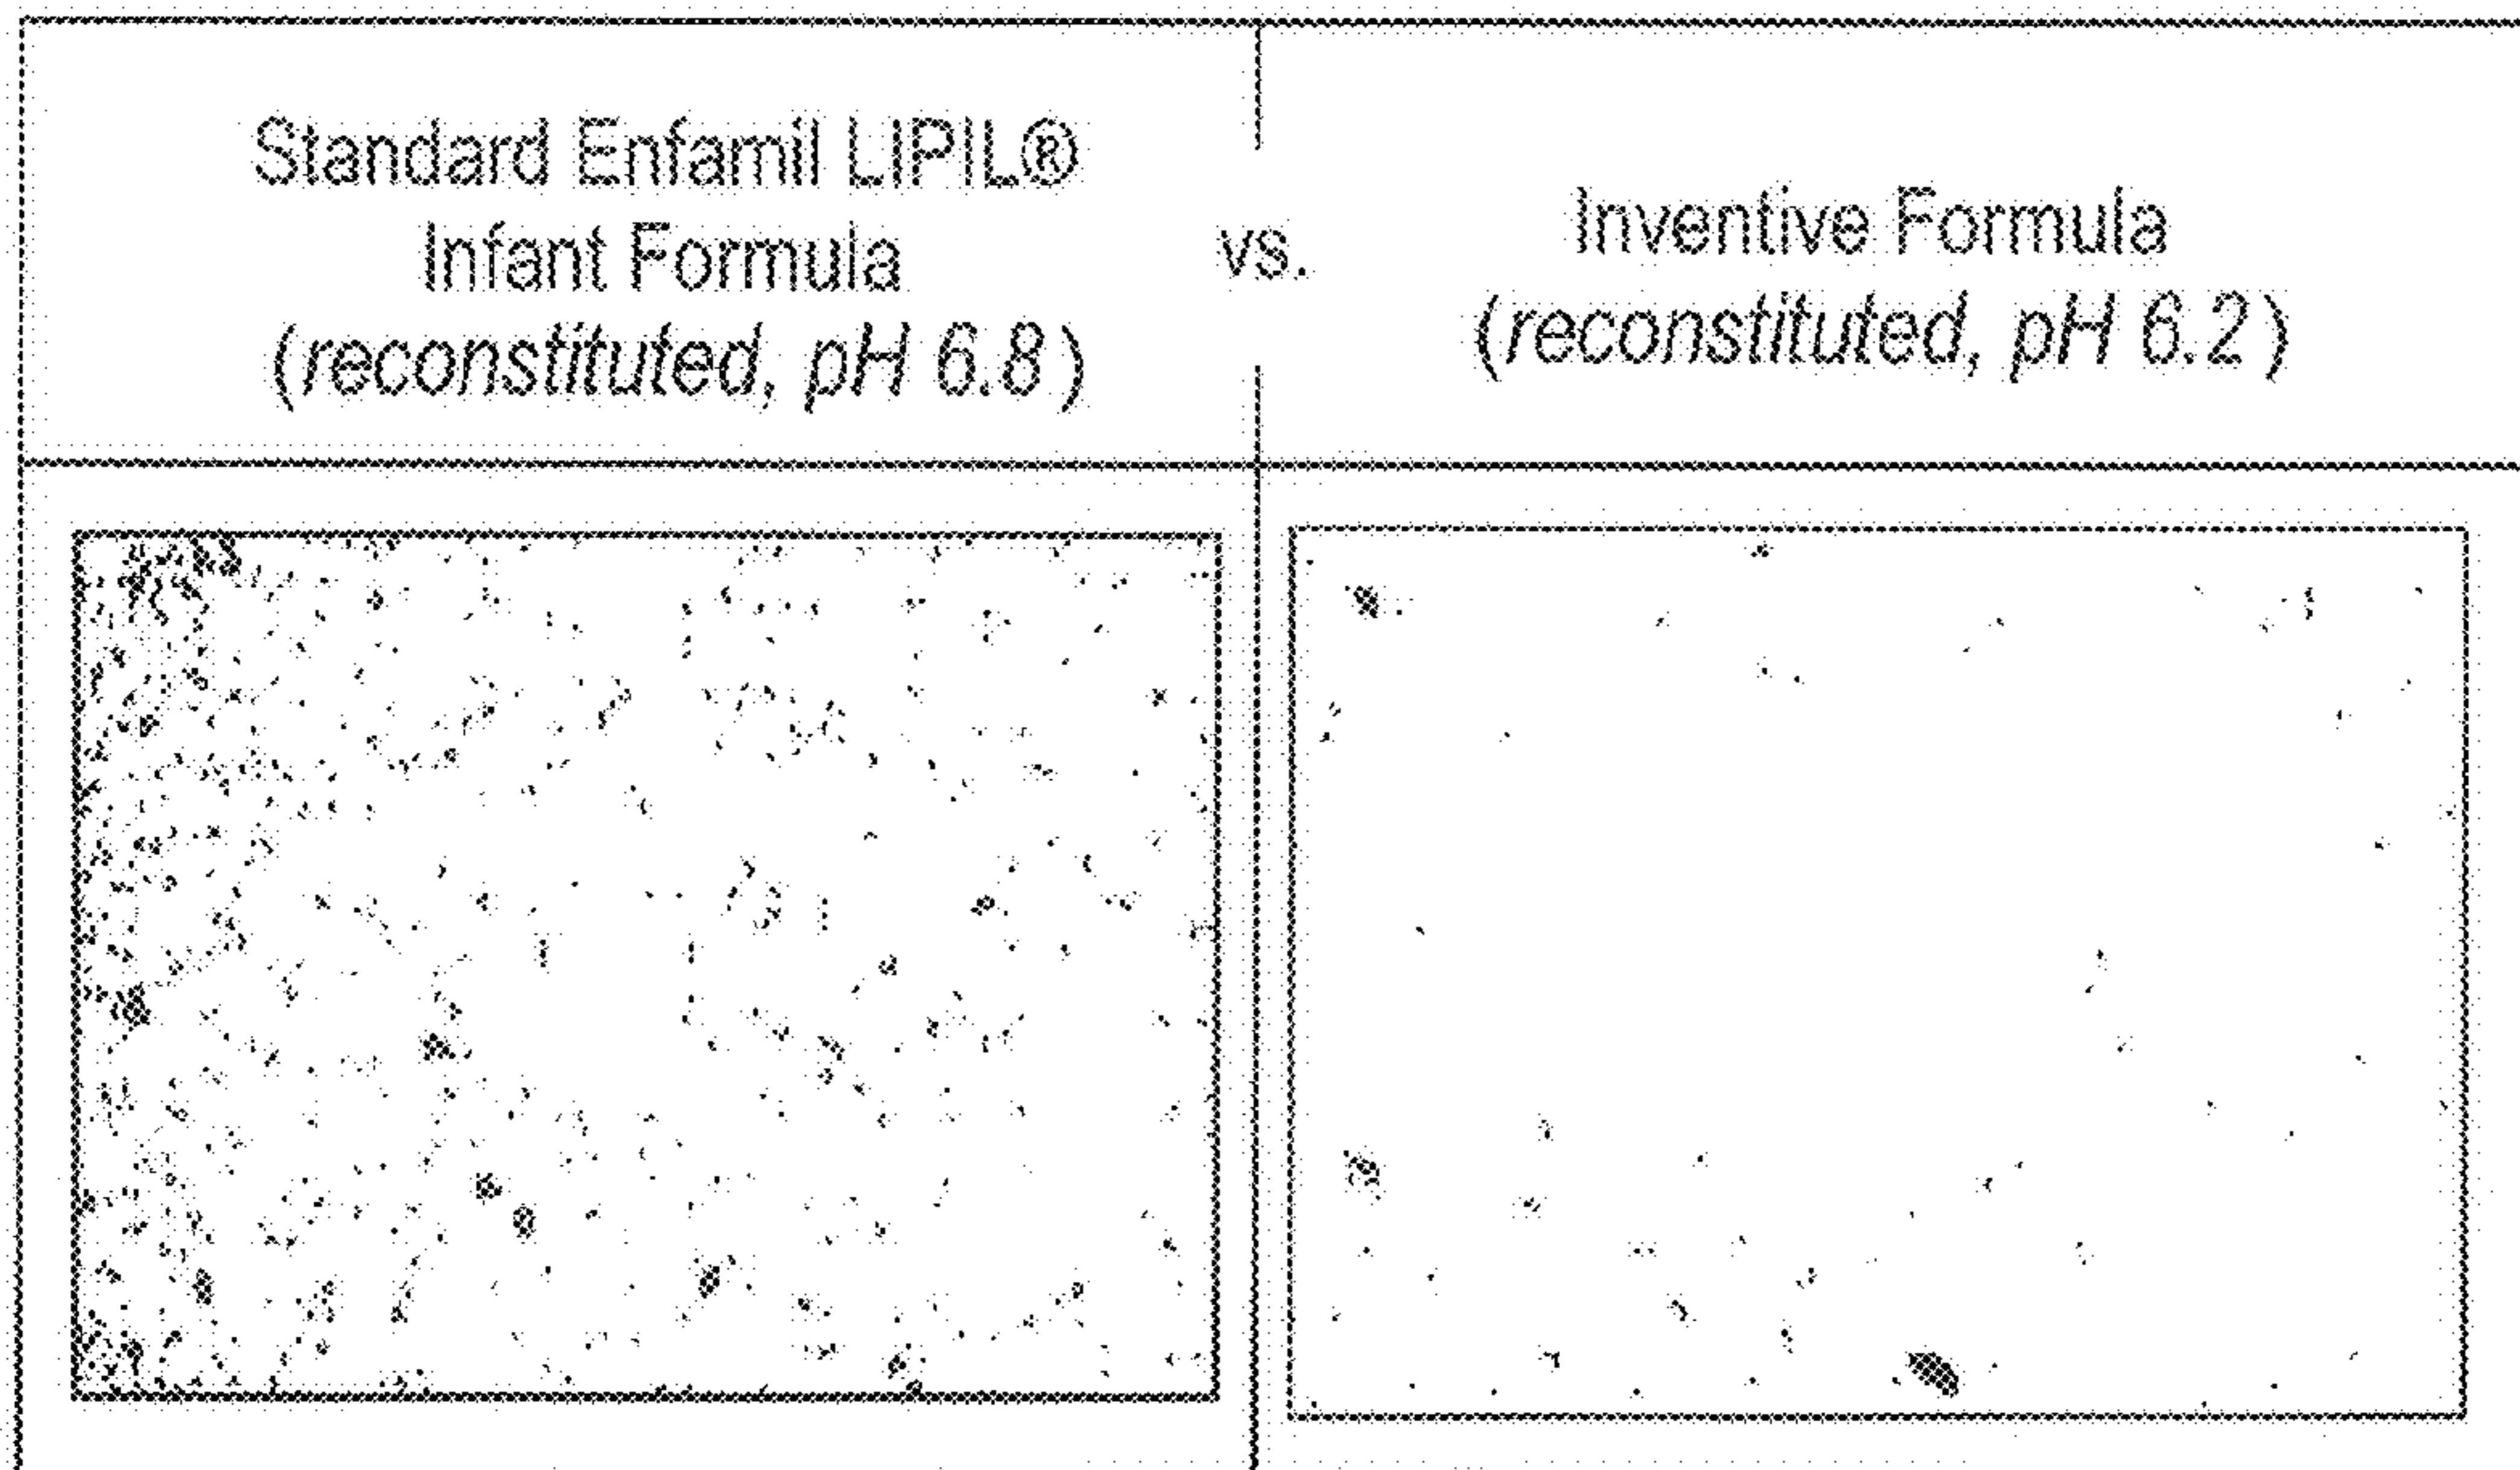 Standard Enfamil LIPIL®
Infant Formula
(reconstituted, pH 6.8)
vs.
Inventive Formula
(reconstituted, pH 6.2)